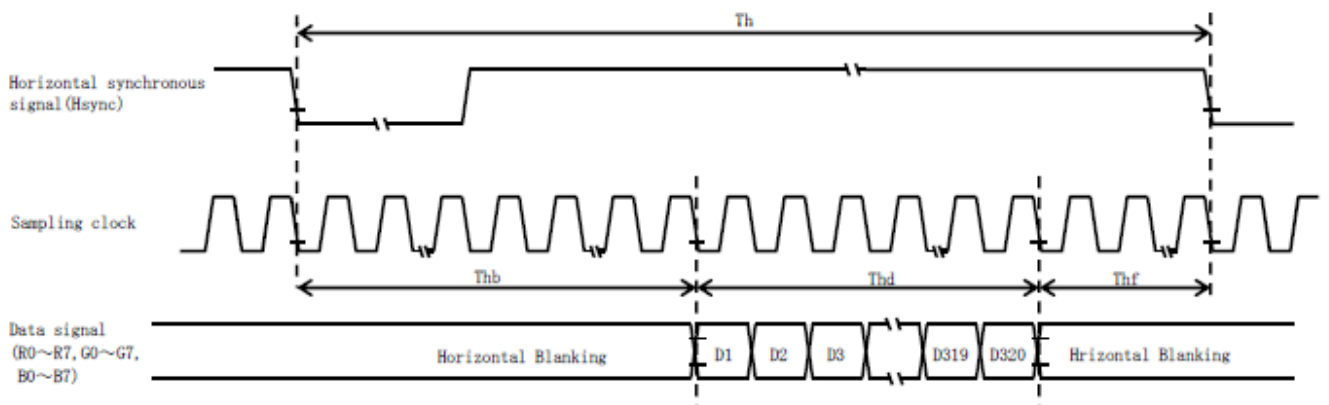 Th
Horizontal synchronous
signal(Hsync)
Sampling clock
Thb
Thd
Thf
Data signal
(R0～R7,G0～G7,
B0～B7)
Horizontal Blanking
D1
D2
D3
D319
D320
Hrizontal Blanking